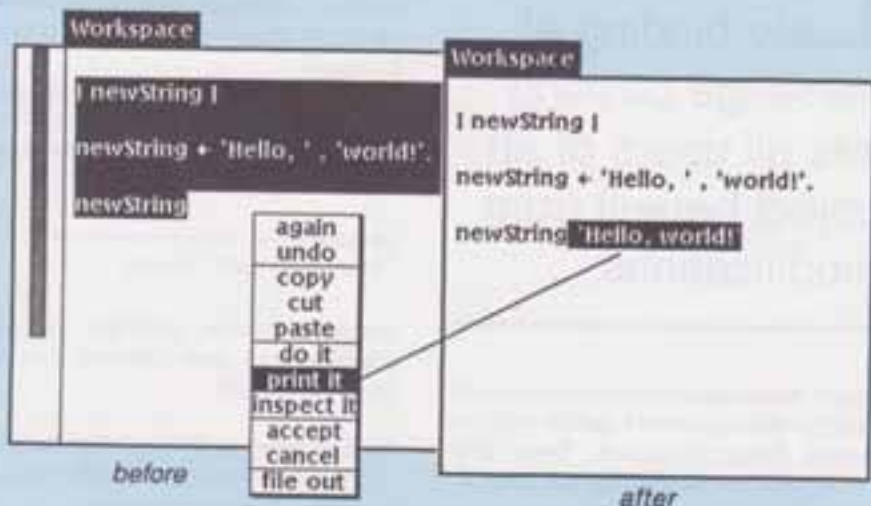 Workspace
| newString |
newString ← 'Hello, ' , 'world!'.
newString
again
undo
copy
cut
paste
do it
print it
inspect it
accept
cancel
file out
before
Workspace
| newString |
newString ← 'Hello, ' , 'world!'.
newString 'Hello, world!'
after